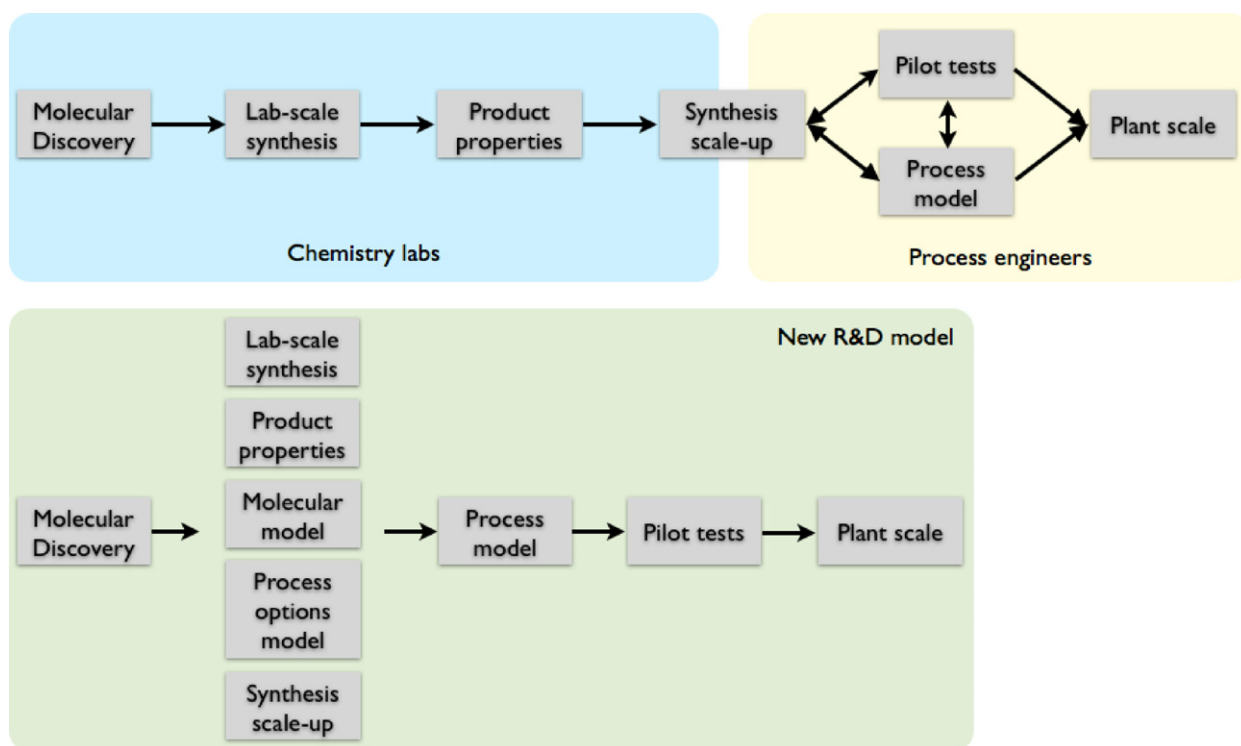 Molecular
Discovery
Lab-scale
synthesis
Product
properties
Synthesis
scale-up
Pilot tests
Process
model
Plant scale
Chemistry labs
Process engineers
New R&D model
Molecular
Discovery
Lab-scale
synthesis
Product
properties
Molecular
model
Process
options
model
Synthesis
scale-up
Process
model
Pilot tests
Plant scale